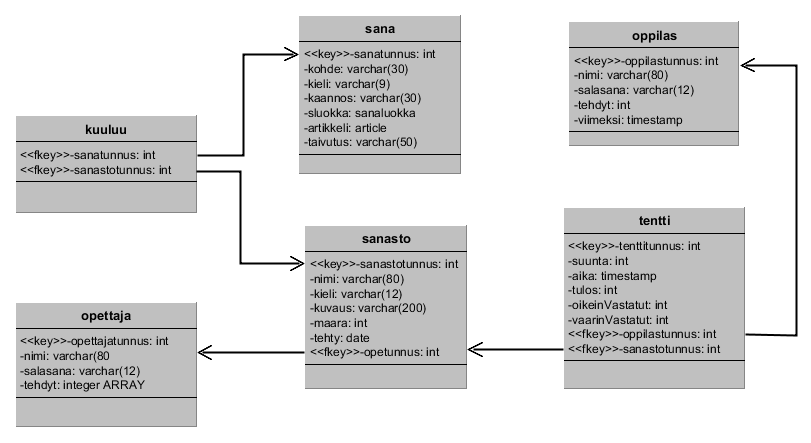 sana
<<key>>-sanatunnus: int
-kohde: varchar(30)
-kieli: varchar(9)
-kaannos: varchar(30)
-sluokka: sanaluokka
-artikkeli: article
-taivutus: varchar(50)
oppilas
<<key>>-oppilastunnus: int
-nimi: varchar(80)
-salasana: varchar(12)
-tehdyt: int
-viimeksi: timestamp
kuuluu
<<fkey>>-sanatunnus: int
<<fkey>>-sanastotunnus: int
sanasto
<<key>>-sanastotunnus: int
-nimi: varchar(80)
-kieli: varchar(12)
-kuvaus: varchar(200)
-maara: int
-tehty: date
<<fkey>>-opetunnus: int
tentti
<<key>>-tenttitunnus: int
-suunta: int
-aika: timestamp
-tulos: int
-oikeinVastatut: int
-vaarinVastatut: int
<<fkey>>-oppilastunnus: int
<<fkey>>-sanastotunnus: int
opettaja
<<key>>-opettajatunnus: int
-nimi: varchar(80
-salasana: varchar(12)
-tehdyt: integer ARRAY